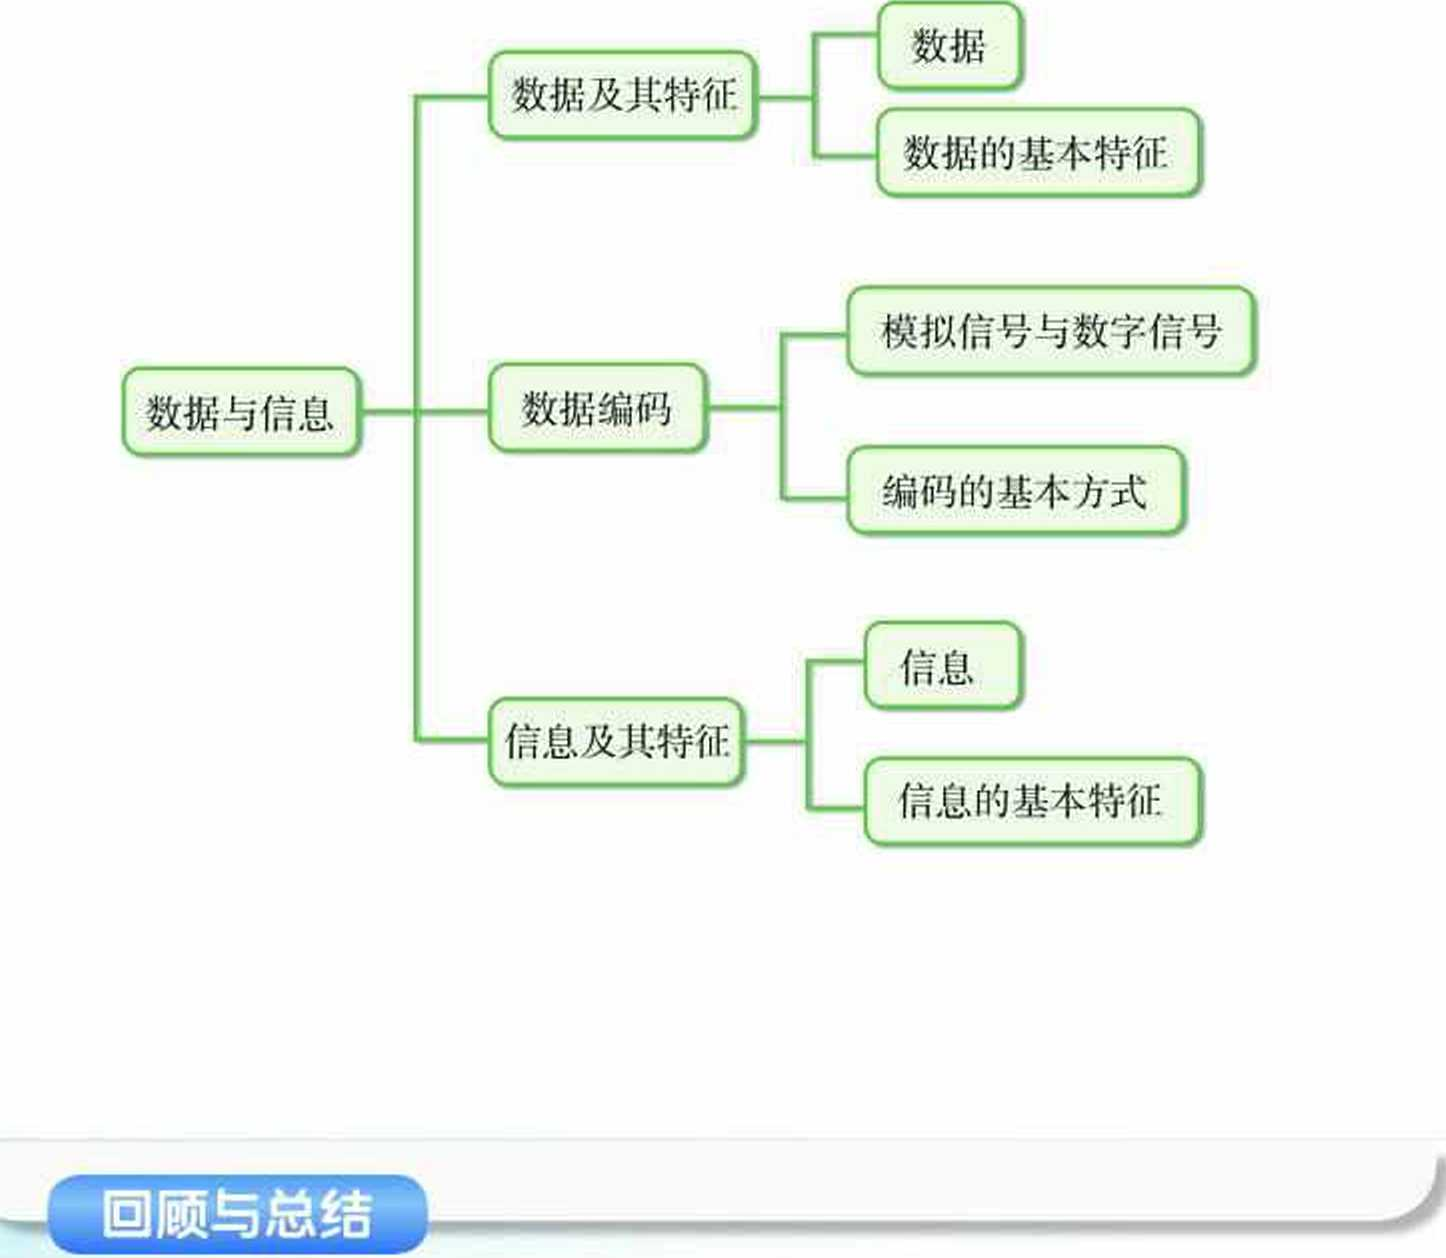 数据
数据及其特征
数据的基本特征
模拟信号与数字信号
数据与信息
数据编码
编码的基本方式
信息
信息及其特征
信息的基本特征
回顾与总结